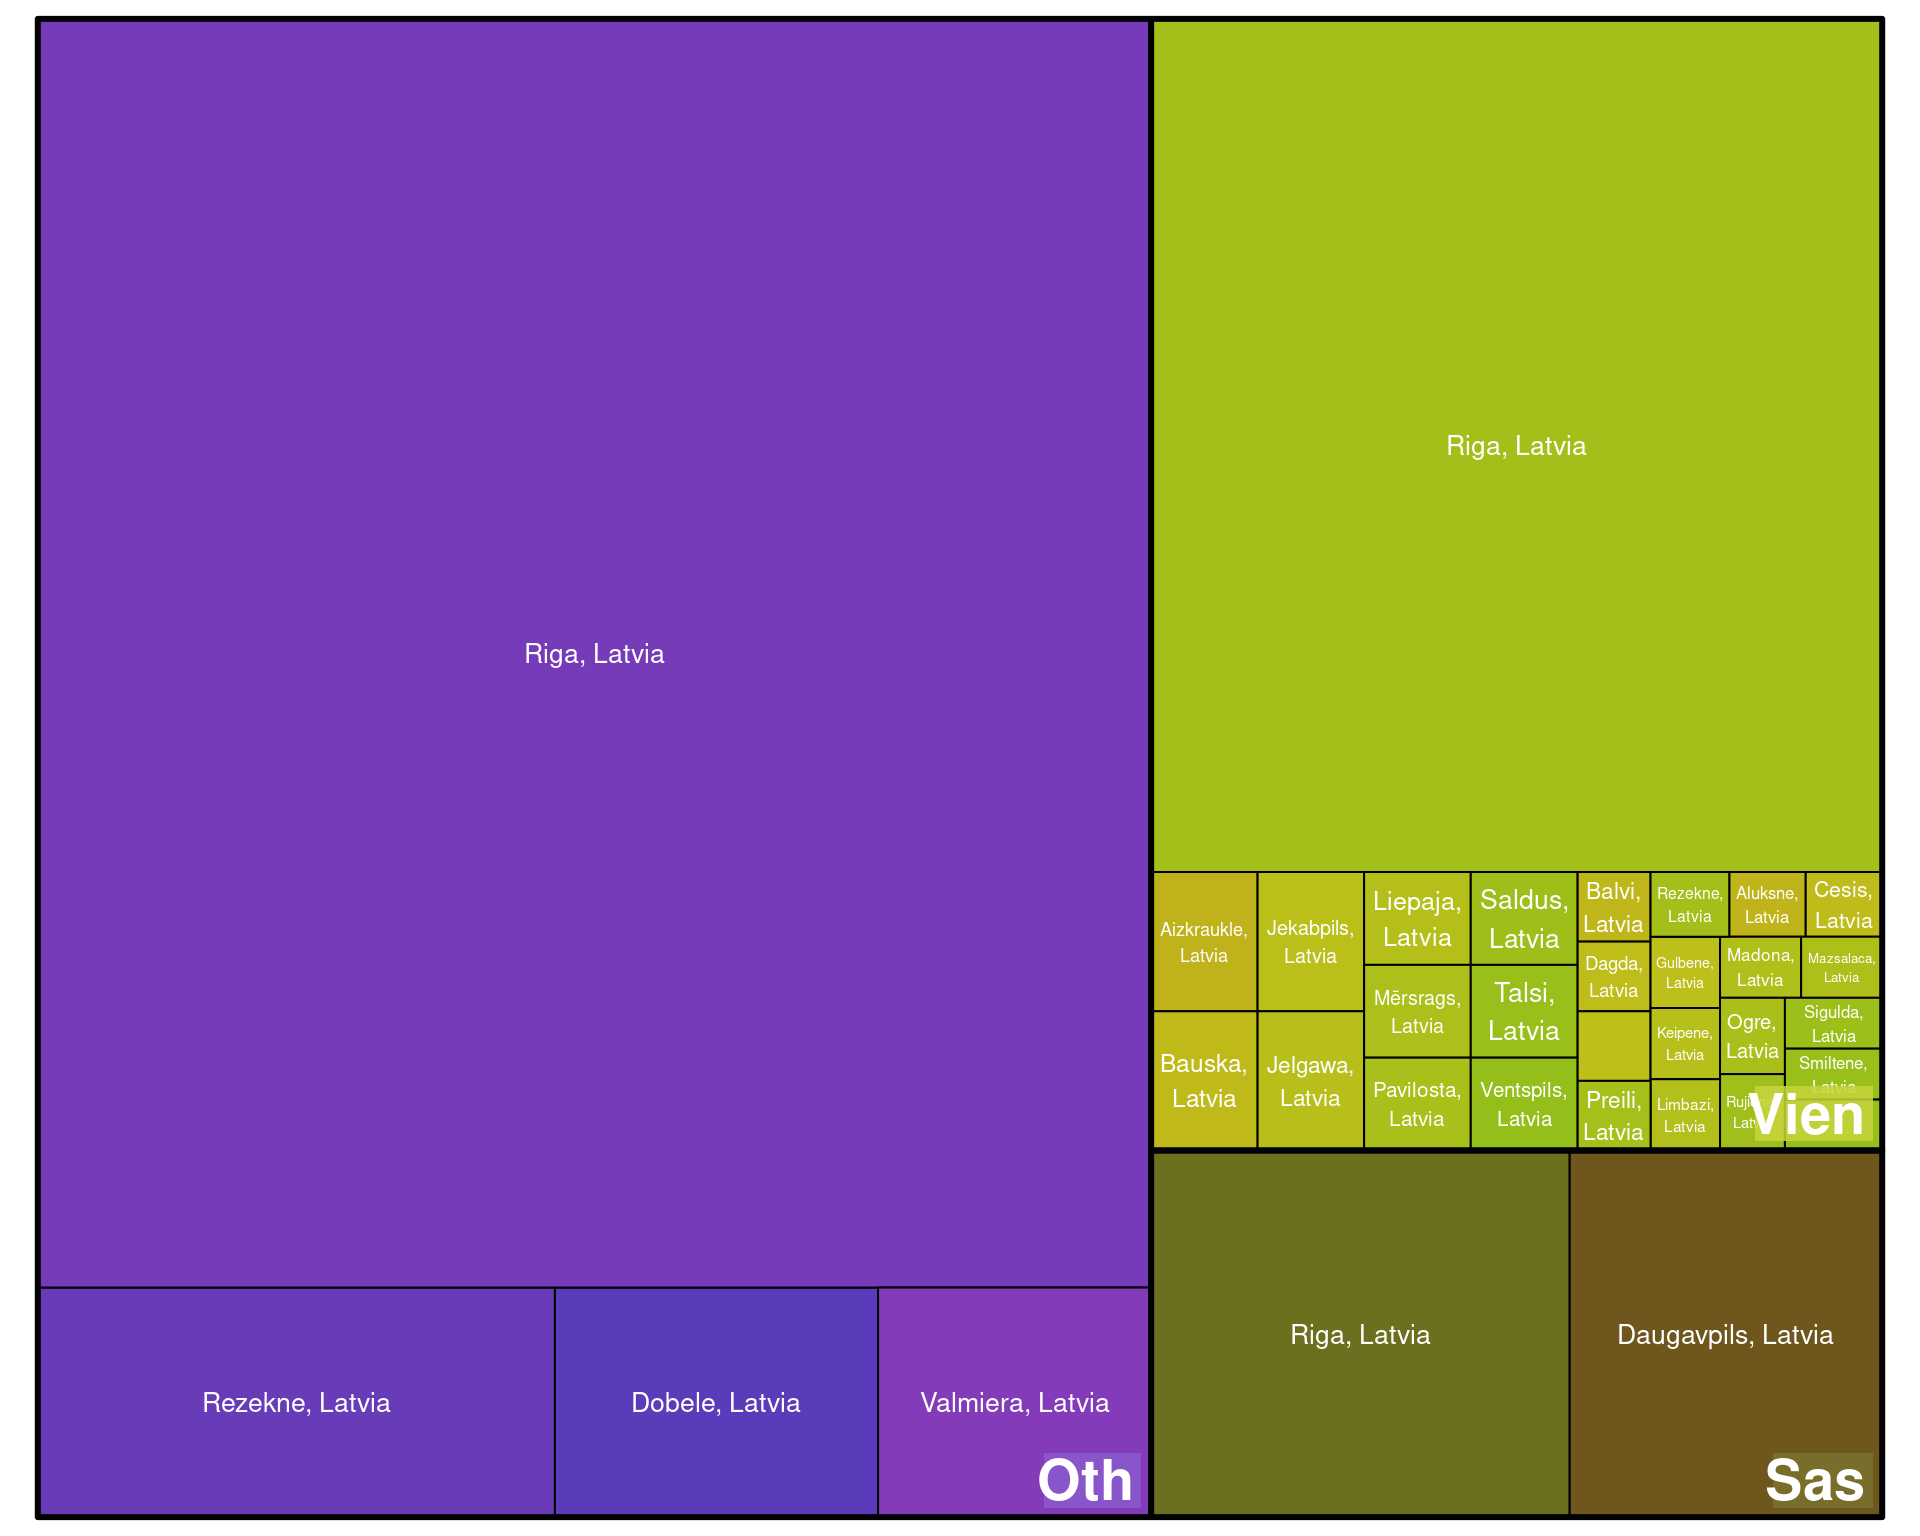 Riga, Latvia
Rezekne, Latvia
Dobele, Latvia
Valmiera, Latvia
Oth
Riga, Latvia
Aizkraukle,
Latvia
Bauska,
Latvia
Jekabpils,
Latvia
Jelgawa,
Latvia
Liepaja,
Latvia
Mērsrags,
Latvia
Pavilosta,
Latvia
Saldus,
Latvia
Talsi,
Latvia
Ventspils,
Latvia
Balvi,
Latvia
Dagda,
Latvia
Preili,
Latvia
Rezekne,
Latvia
Aluksne,
Latvia
Cesis,
Latvia
Gulbene,
Latvia
Keipene,
Latvia
Limbazi,
Latvia
Madona,
Latvia
Mazsalaca,
Latvia
Ogre,
Latvia
Sigulda,
Latvia
Smiltene,
Latvia
Vien
Riga, Latvia
Daugavpils, Latvia
Sas